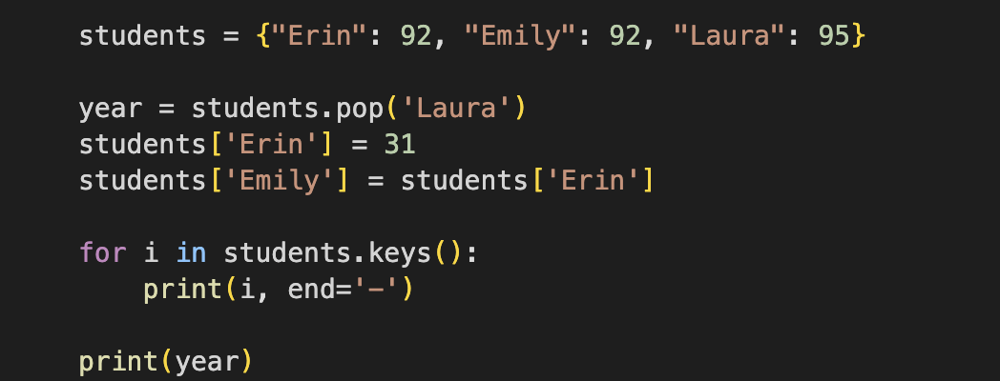 students = {"Erin": 92, "Emily": 92, "Laura": 95}

year = students.pop('Laura')
students['Erin'] = 31
students['Emily'] = students['Erin']

for i in students.keys():
    print(i, end='-')

print(year)